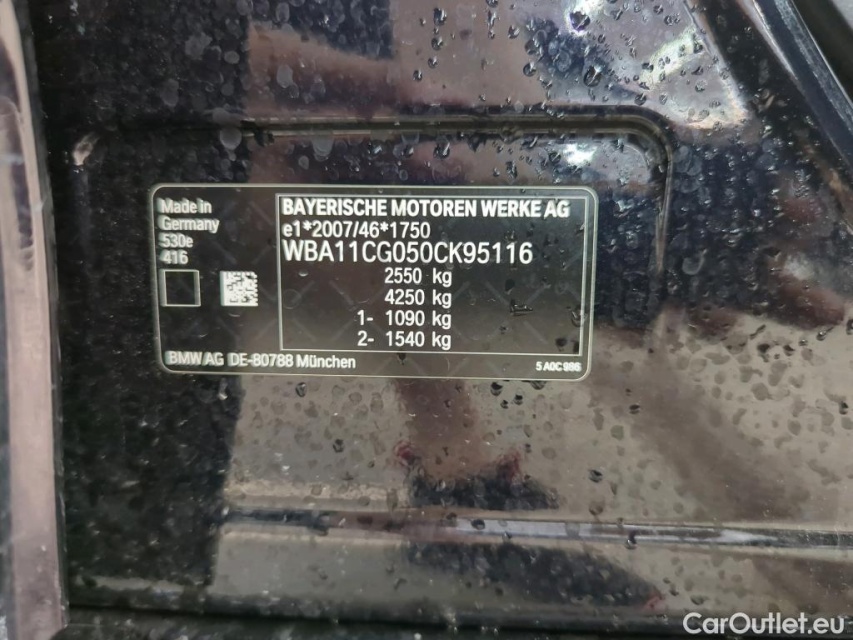 Made in
Germany
530e
416
BAYERISCHE MOTOREN WERKE AG
e1*2007/46*1750
WBA11CG050CK95116
2550 kg
4250 kg
1- 1090 kg
2- 1540 kg
BMW AG DE-80788 München
5 A0C 986
CarOutlet.eu